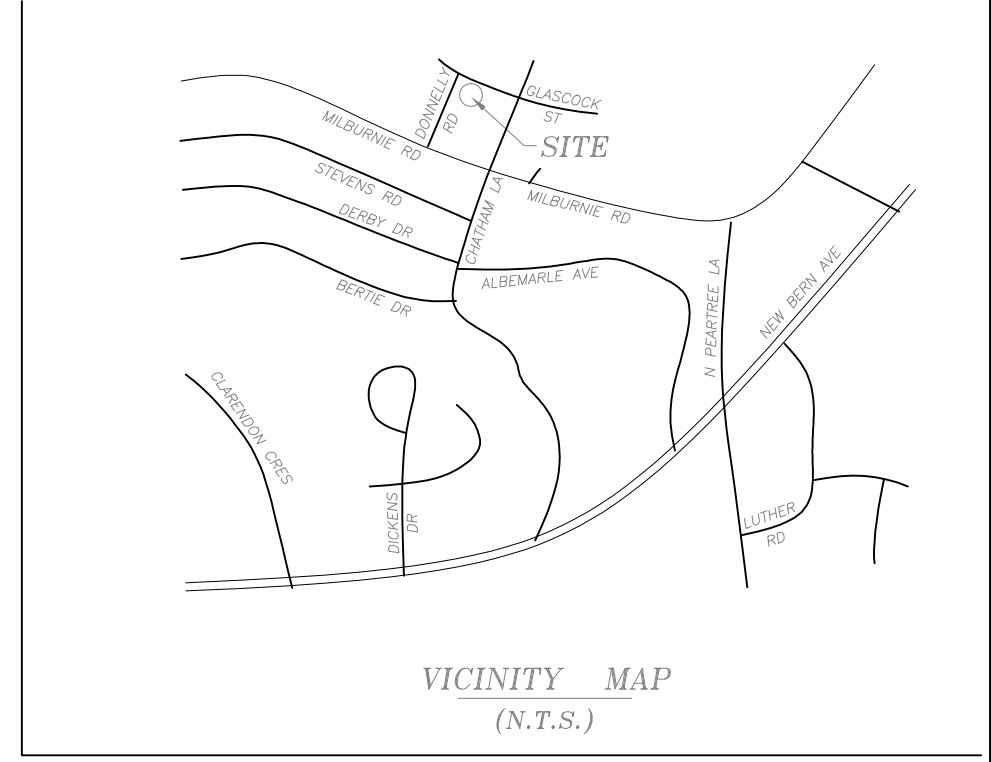 DONNELLY
RD
GLASCOCK
ST
SITE
MILBURNIE RD
STEVENS RD
DERBY DR
BERTIE DR
CHATHAM LA
MILBURNIE RD
ALBEMARLE AVE
N PEARTREE LA
NEW BERN AVE
CLARENDON CRES
DICKENS
DR
LUTHER
RD
VICINITY MAP
(N.T.S.)